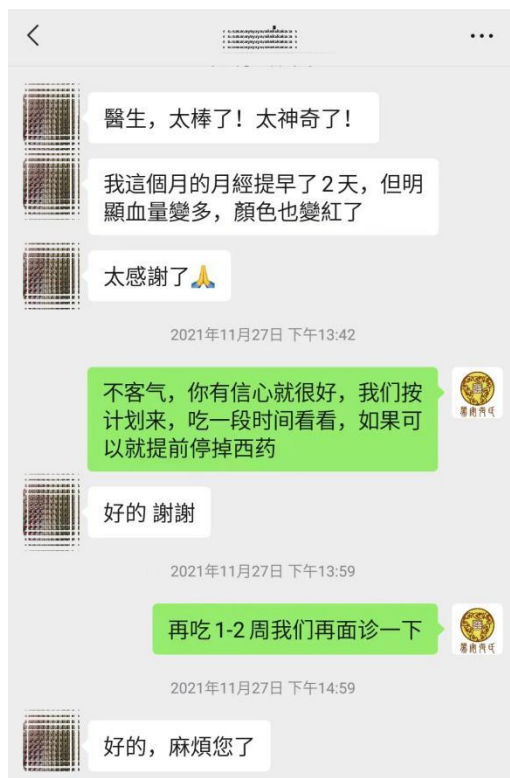 醫生，太棒了！太神奇了！
我這個月的月經提早了2天，但明
顯血量變多，顏色也變紅了
太感謝了🙏
2021年11月27日 下午13:42
不客气，你有信心就很好，我们按
计划来，吃一段时间看看，如果可
以就提前停掉西药
好的 謝謝
2021年11月27日 下午13:59
再吃1-2周我们再面诊一下
2021年11月27日 下午14:59
好的，麻煩您了